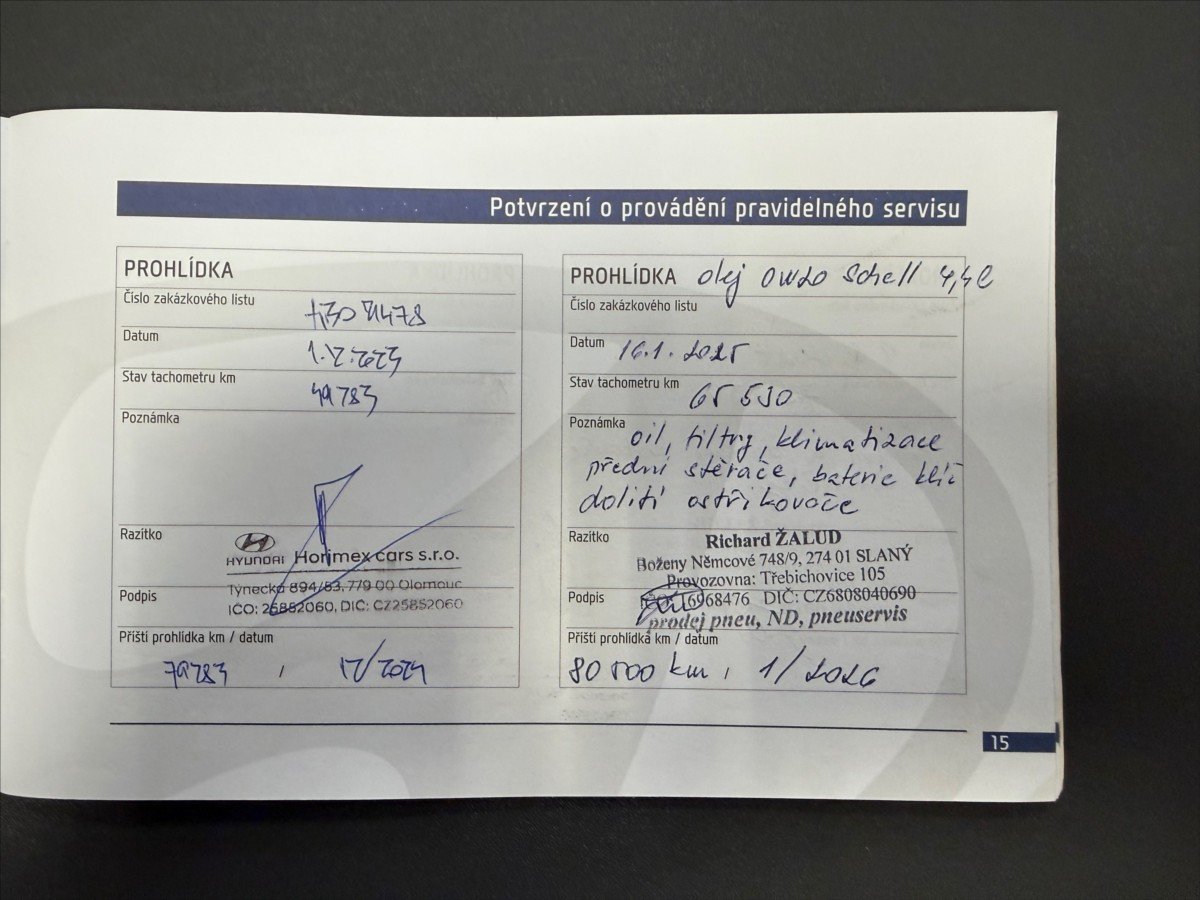 Potvrzení o provádění pravidelného servisu
PROHLÍDKA
Číslo zakázkového listu
Datum
1.12.2023
Stav tachometru km
49783
Poznámka
Razítko
HYUNDAI Horimex cars s.r.o.
Týnecká 894/83, 779 00 Olomouc
Podpis
IČO: 25852060, DIČ: CZ25852060
Příští prohlídka km / datum
79783 , 12/2024
PROHLÍDKA olej OW20 Schell 4,4l
Číslo zakázkového listu
Datum 16.1.2025
Stav tachometru km
65 530
Poznámka oil, filtry, klimatizace
přední stěrače, baterie klíč
dolití ostřikovače
Razítko
Richard ŽALUD
Boženy Němcové 748/9, 274 01 SLANÝ
Provozovna: Třebichovice 105
Podpis
DIČ: CZ6808040690
prodej pneu, ND, pneuservis
Příští prohlídka km / datum
80 500 km , 1/2026
15